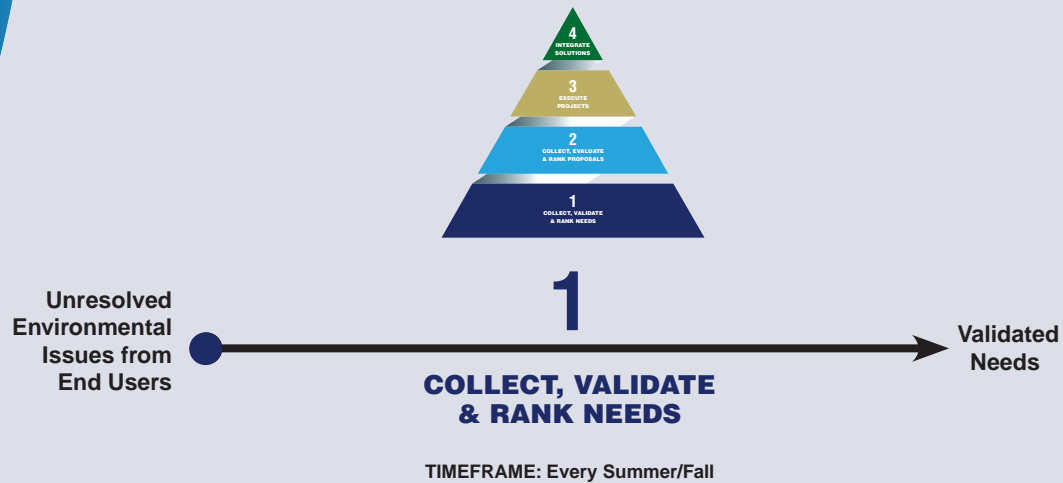 4
INTEGRATE
SOLUTIONS
3
EXECUTE
PROJECTS
2
COLLECT, EVALUATE
& RANK PROPOSALS
1
COLLECT, VALIDATE
& RANK NEEDS
1
Unresolved
Environmental
Issues from
End Users
Validated
Needs
COLLECT, VALIDATE
& RANK NEEDS
TIMEFRAME: Every Summer/Fall